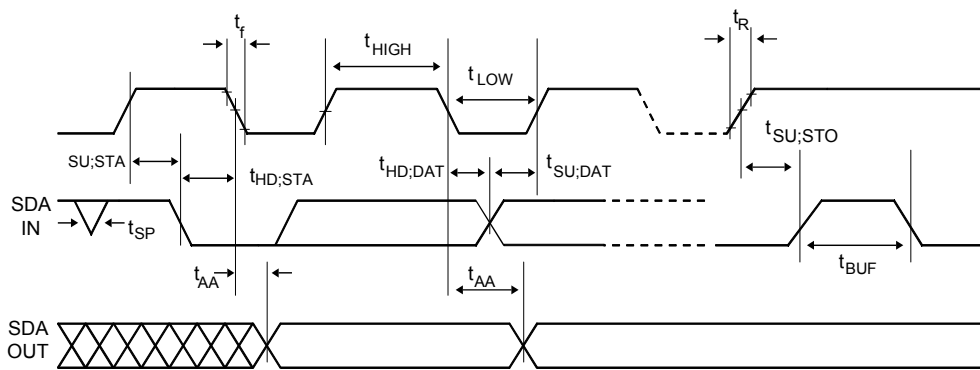 tf
tR
tHIGH
tLOW
tSU;STO
SU;STA
tHD;STA
tHD;DAT
tSU;DAT
SDA
IN
tSP
tBUF
tAA
tAA
SDA
OUT